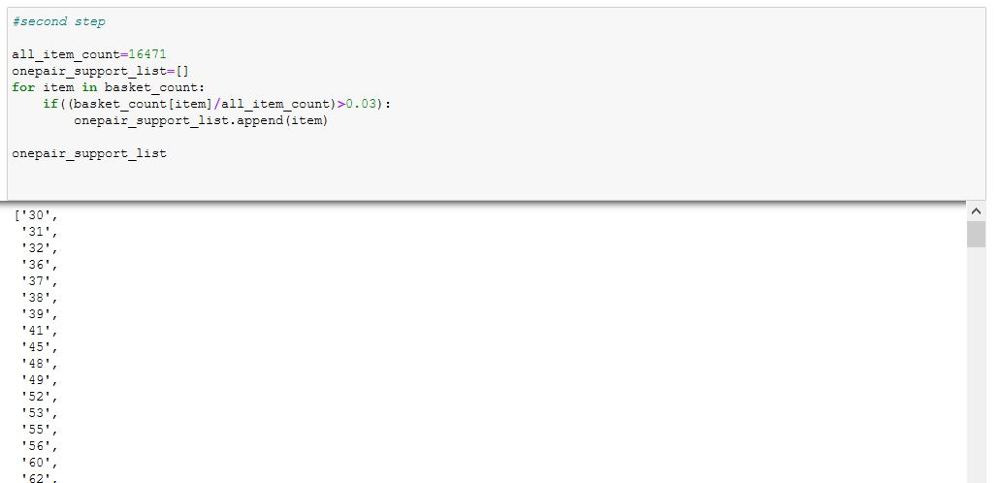 #second step
all_item_count=16471
onepair_support_list=[]
for item in basket_count:
    if((basket_count[item]/all_item_count)>0.03):
        onepair_support_list.append(item)
onepair_support_list
['30',
 '31',
 '32',
 '36',
 '37',
 '38',
 '39',
 '41',
 '45',
 '48',
 '49',
 '52',
 '53',
 '55',
 '56',
 '60',
 '62',